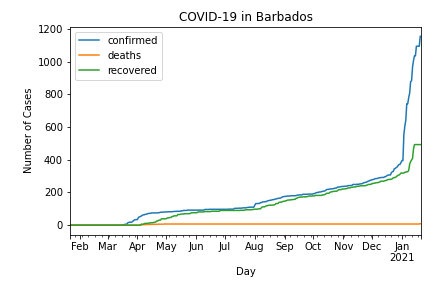 COVID-19 in Barbados
1200
1000
800
600
400
200
0
Number of Cases
confirmed
deaths
recovered
Feb Mar Apr May Jun Jul Aug Sep Oct Nov Dec Jan
2021
Day